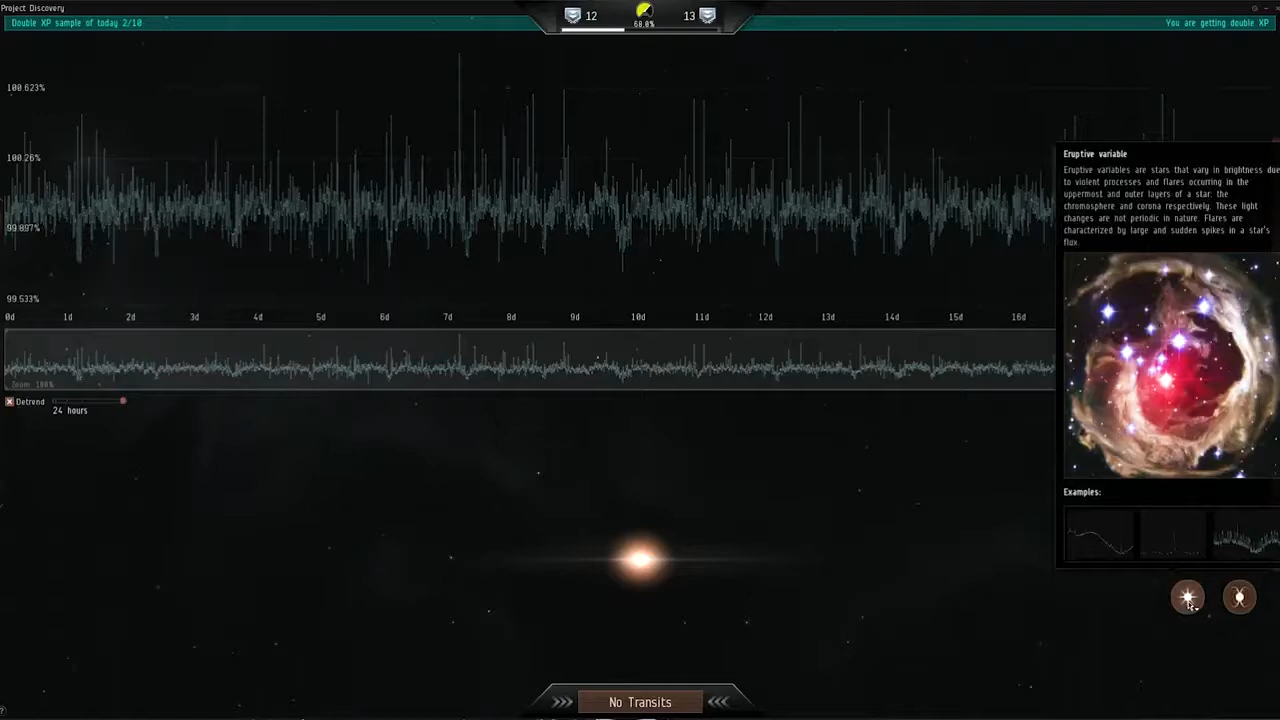 Project Discovery
Double XP sample of today 2/10
12
68.0%
13
You are getting double XP
100.623%
100.26%
99.897%
99.533%
0d 1d 2d 3d 4d 5d 6d 7d 8d 9d 10d 11d 12d 13d 14d 15d 16d
Zoom 100%
Detrend
24 hours
Eruptive variable
Eruptive variables are stars that vary in brightness due
to violent processes and flares occurring in the
uppermost and outer layers of a star: the
chromosphere and corona respectively. These light
changes are not periodic in nature. Flares are
characterized by large and sudden spikes in a star's
flux.
Examples:
No Transits
?